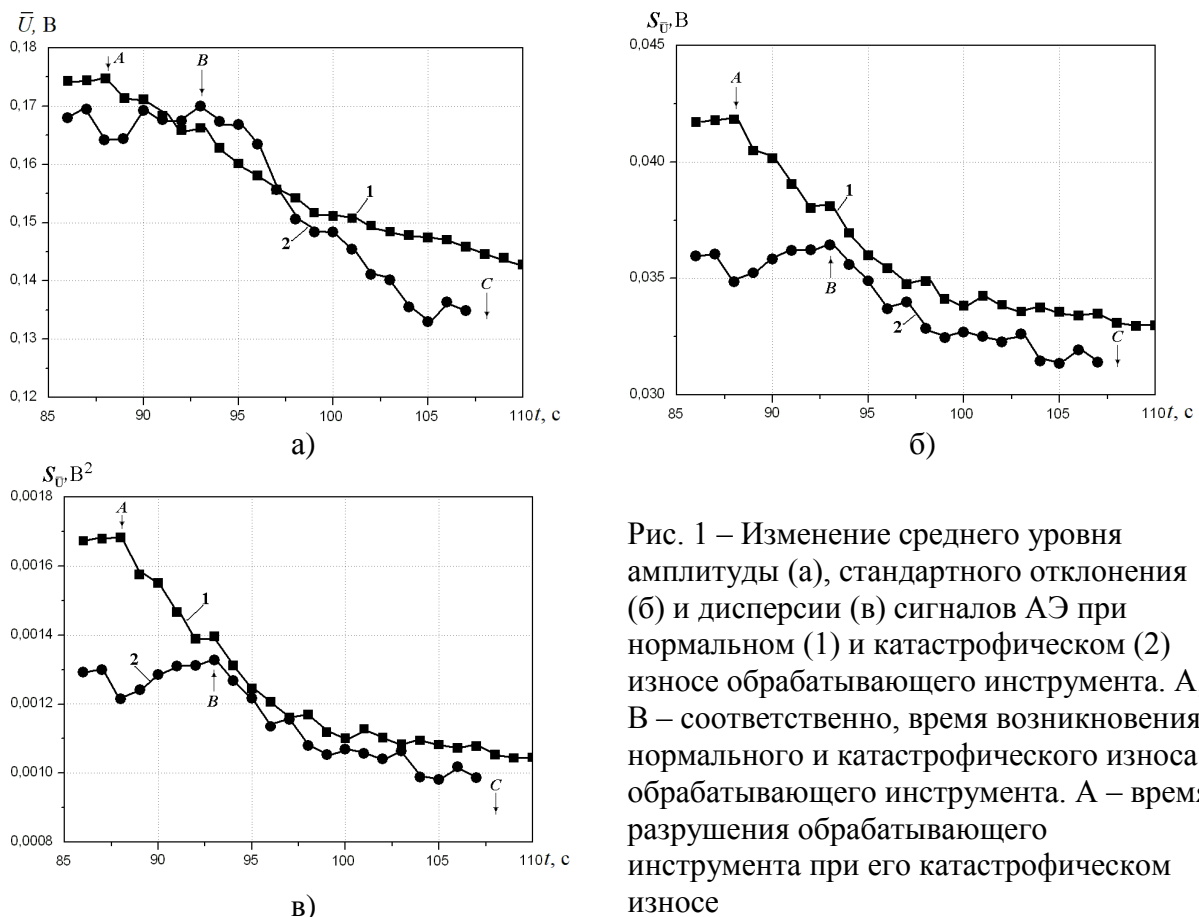 Ū, В
0,18
0,17
0,16
0,15
0,14
0,13
0,12
A
B
1
2
C
85 90 95 100 105 110 t, с
а)
S_Ū, В
0,045
0,040
0,035
0,030
A
1
B
2
C
85 90 95 100 105 110 t, с
б)
S_Ū, В²
0,0018
0,0016
0,0014
0,0012
0,0010
0,0008
A
1
2
B
C
85 90 95 100 105 110 t, с
в)
Рис. 1 – Изменение среднего уровня
амплитуды (а), стандартного отклонения
(б) и дисперсии (в) сигналов АЭ при
нормальном (1) и катастрофическом (2)
износе обрабатывающего инструмента. А
В – соответственно, время возникновения
нормального и катастрофического износа
обрабатывающего инструмента. А – время
разрушения обрабатывающего
инструмента при его катастрофическом
износе